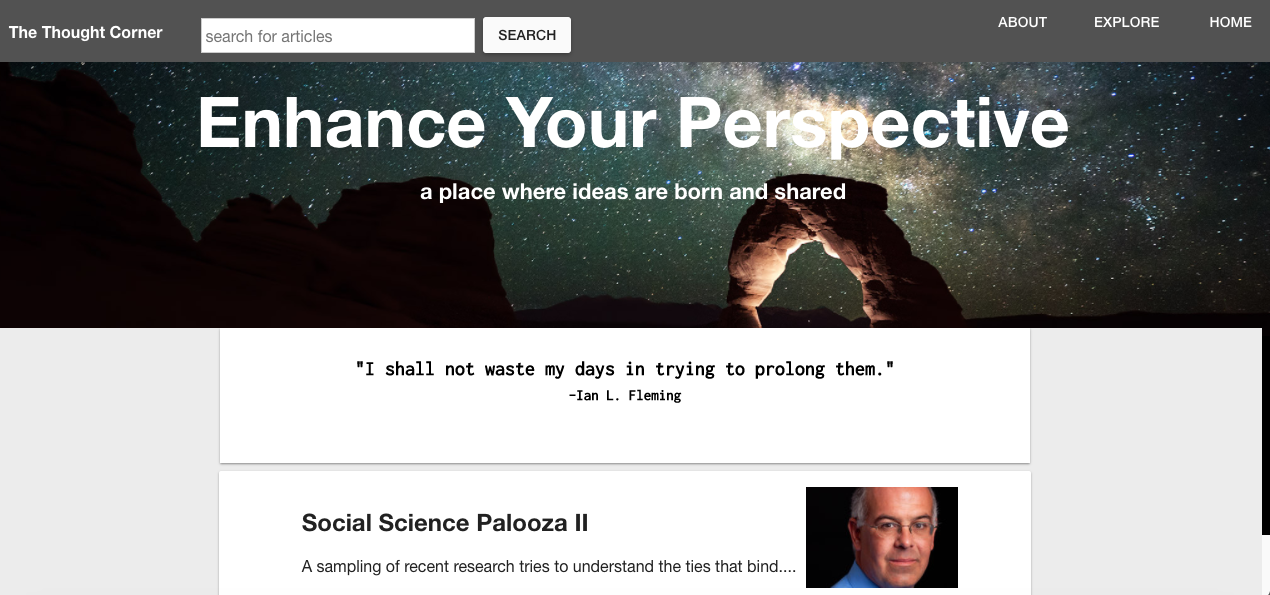 The Thought Corner
search for articles
SEARCH
ABOUT
EXPLORE
HOME
Enhance Your Perspective
a place where ideas are born and shared
"I shall not waste my days in trying to prolong them."
-Ian L. Fleming
Social Science Palooza II
A sampling of recent research tries to understand the ties that bind....